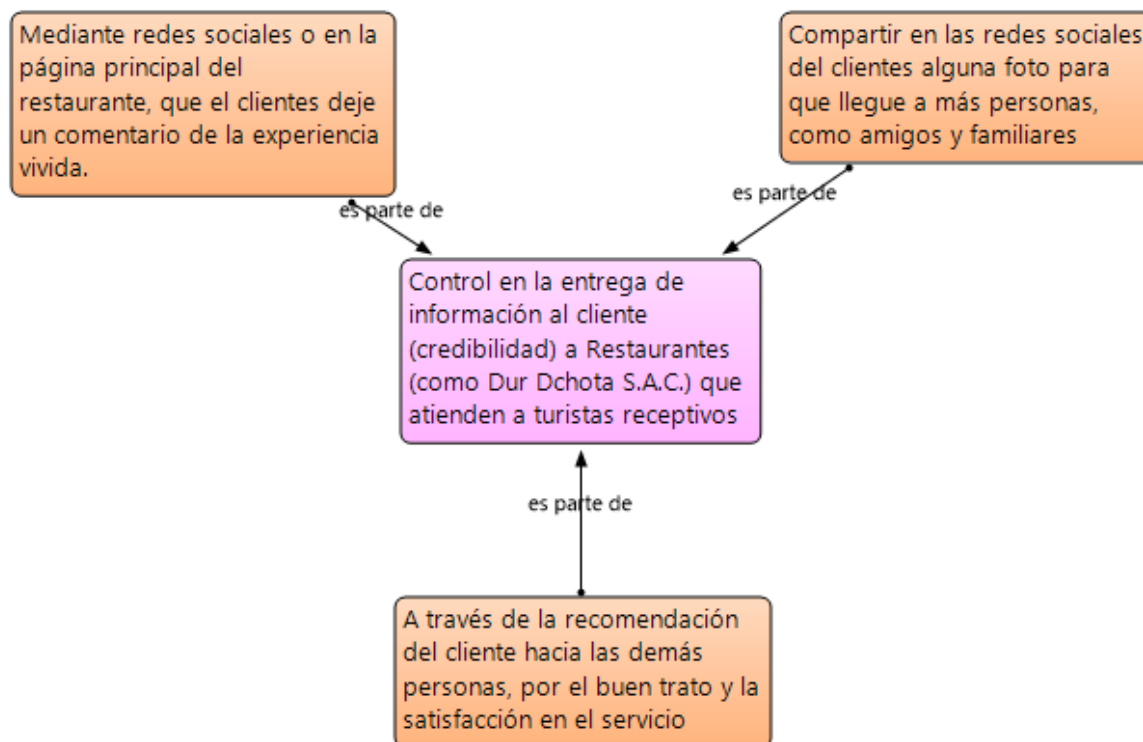 Mediante redes sociales o en la
página principal del
restaurante, que el clientes deje
un comentario de la experiencia
vivida.
Compartir en las redes sociales
del clientes alguna foto para
que llegue a más personas,
como amigos y familiares
es parte de
es parte de
Control en la entrega de
información al cliente
(credibilidad) a Restaurantes
(como Dur Dchota S.A.C.) que
atienden a turistas receptivos
es parte de
A través de la recomendación
del cliente hacia las demás
personas, por el buen trato y la
satisfacción en el servicio